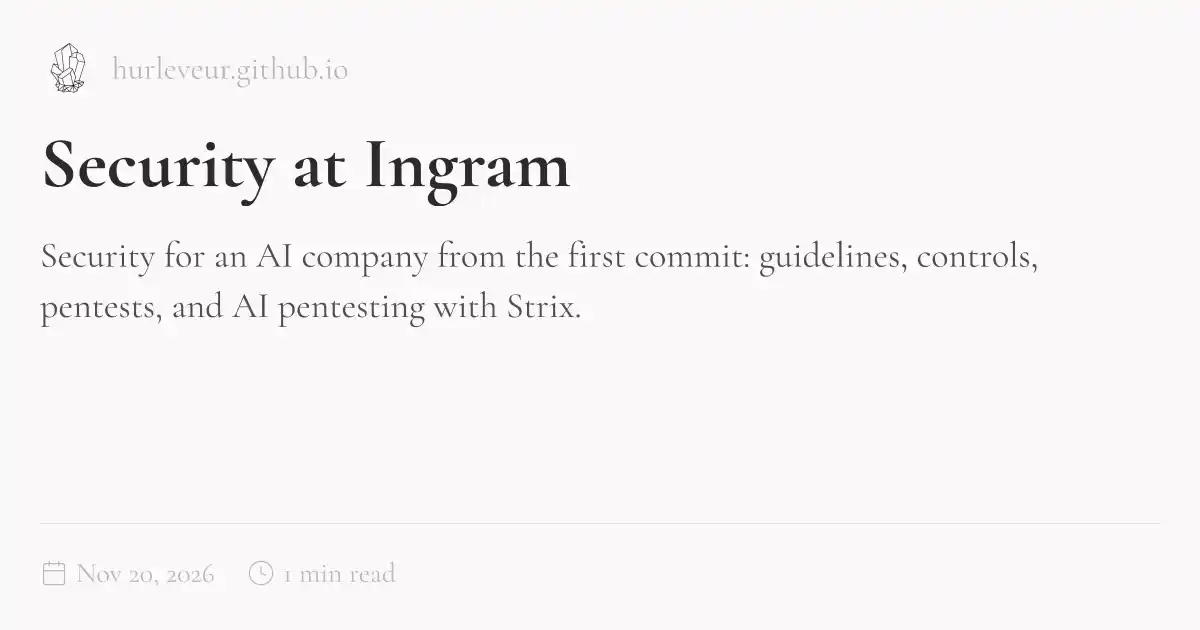 hurleveur.github.io
Security at Ingram
Security for an AI company from the first commit: guidelines, controls,
pentests, and AI pentesting with Strix.
Nov 20, 2026 1 min read